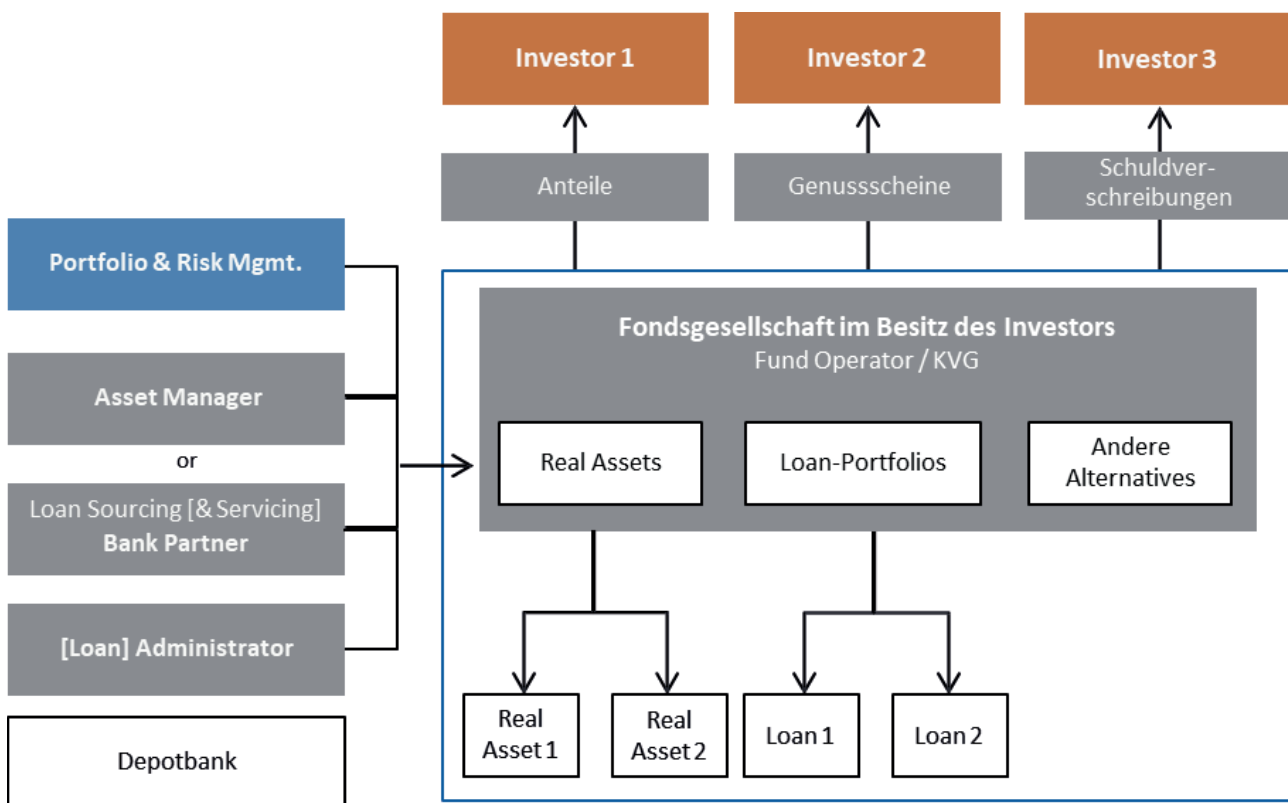 Investor 1
Investor 2
Investor 3
Anteile
Genussscheine
Schuldver-
schreibungen
Portfolio & Risk Mgmt.
Asset Manager
or
Loan Sourcing [& Servicing]
Bank Partner
[Loan] Administrator
Depotbank
Fondsgesellschaft im Besitz des Investors
Fund Operator / KVG
Real Assets
Loan-Portfolios
Andere
Alternatives
Real
Asset 1
Real
Asset 2
Loan 1
Loan 2